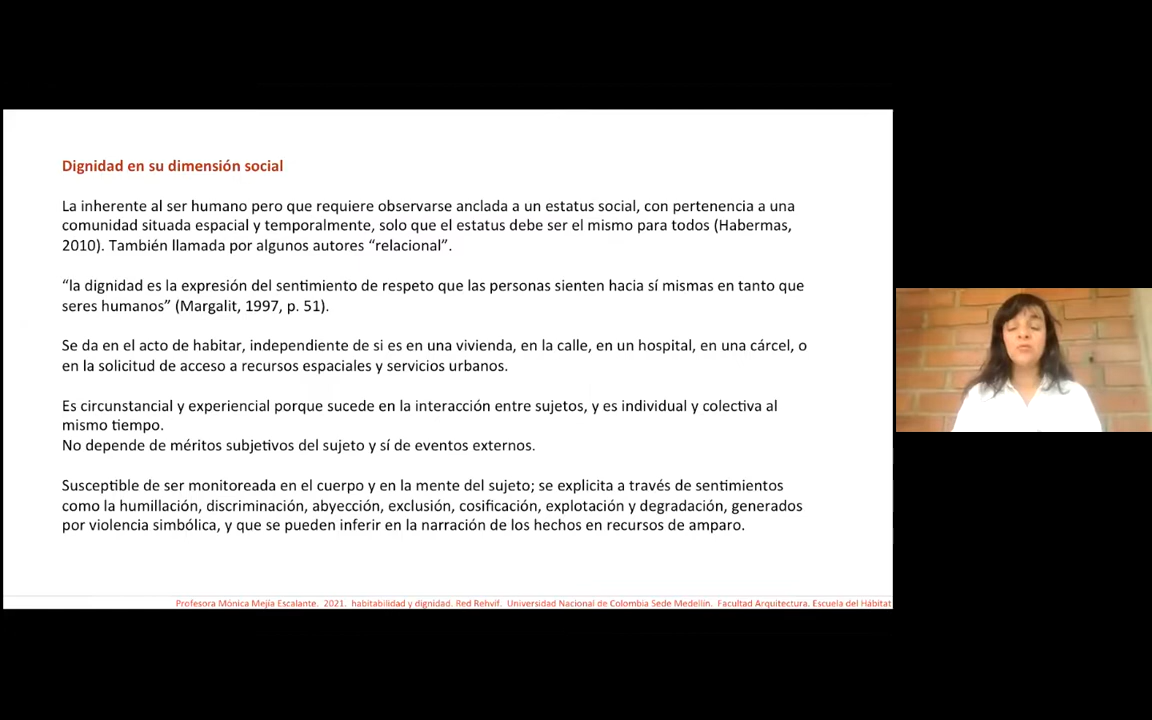 Dignidad en su dimensión social
La inherente al ser humano pero que requiere observarse anclada a un estatus social, con pertenencia a una
comunidad situada espacial y temporalmente, solo que el estatus debe ser el mismo para todos (Habermas,
2010). También llamada por algunos autores “relacional”.
“la dignidad es la expresión del sentimiento de respeto que las personas sienten hacia sí mismas en tanto que
seres humanos” (Margalit, 1997, p. 51).
Se da en el acto de habitar, independiente de si es en una vivienda, en la calle, en un hospital, en una cárcel, o
en la solicitud de acceso a recursos espaciales y servicios urbanos.
Es circunstancial y experiencial porque sucede en la interacción entre sujetos, y es individual y colectiva al
mismo tiempo.
No depende de méritos subjetivos del sujeto y sí de eventos externos.
Susceptible de ser monitoreada en el cuerpo y en la mente del sujeto; se explicita a través de sentimientos
como la humillación, discriminación, abyección, exclusión, cosificación, explotación y degradación, generados
por violencia simbólica, y que se pueden inferir en la narración de los hechos en recursos de amparo.
Profesora Mónica Mejía Escalante. 2021. habitabilidad y dignidad. Red Rehvif. Universidad Nacional de Colombia Sede Medellín. Facultad Arquitectura. Escuela del Hábitat